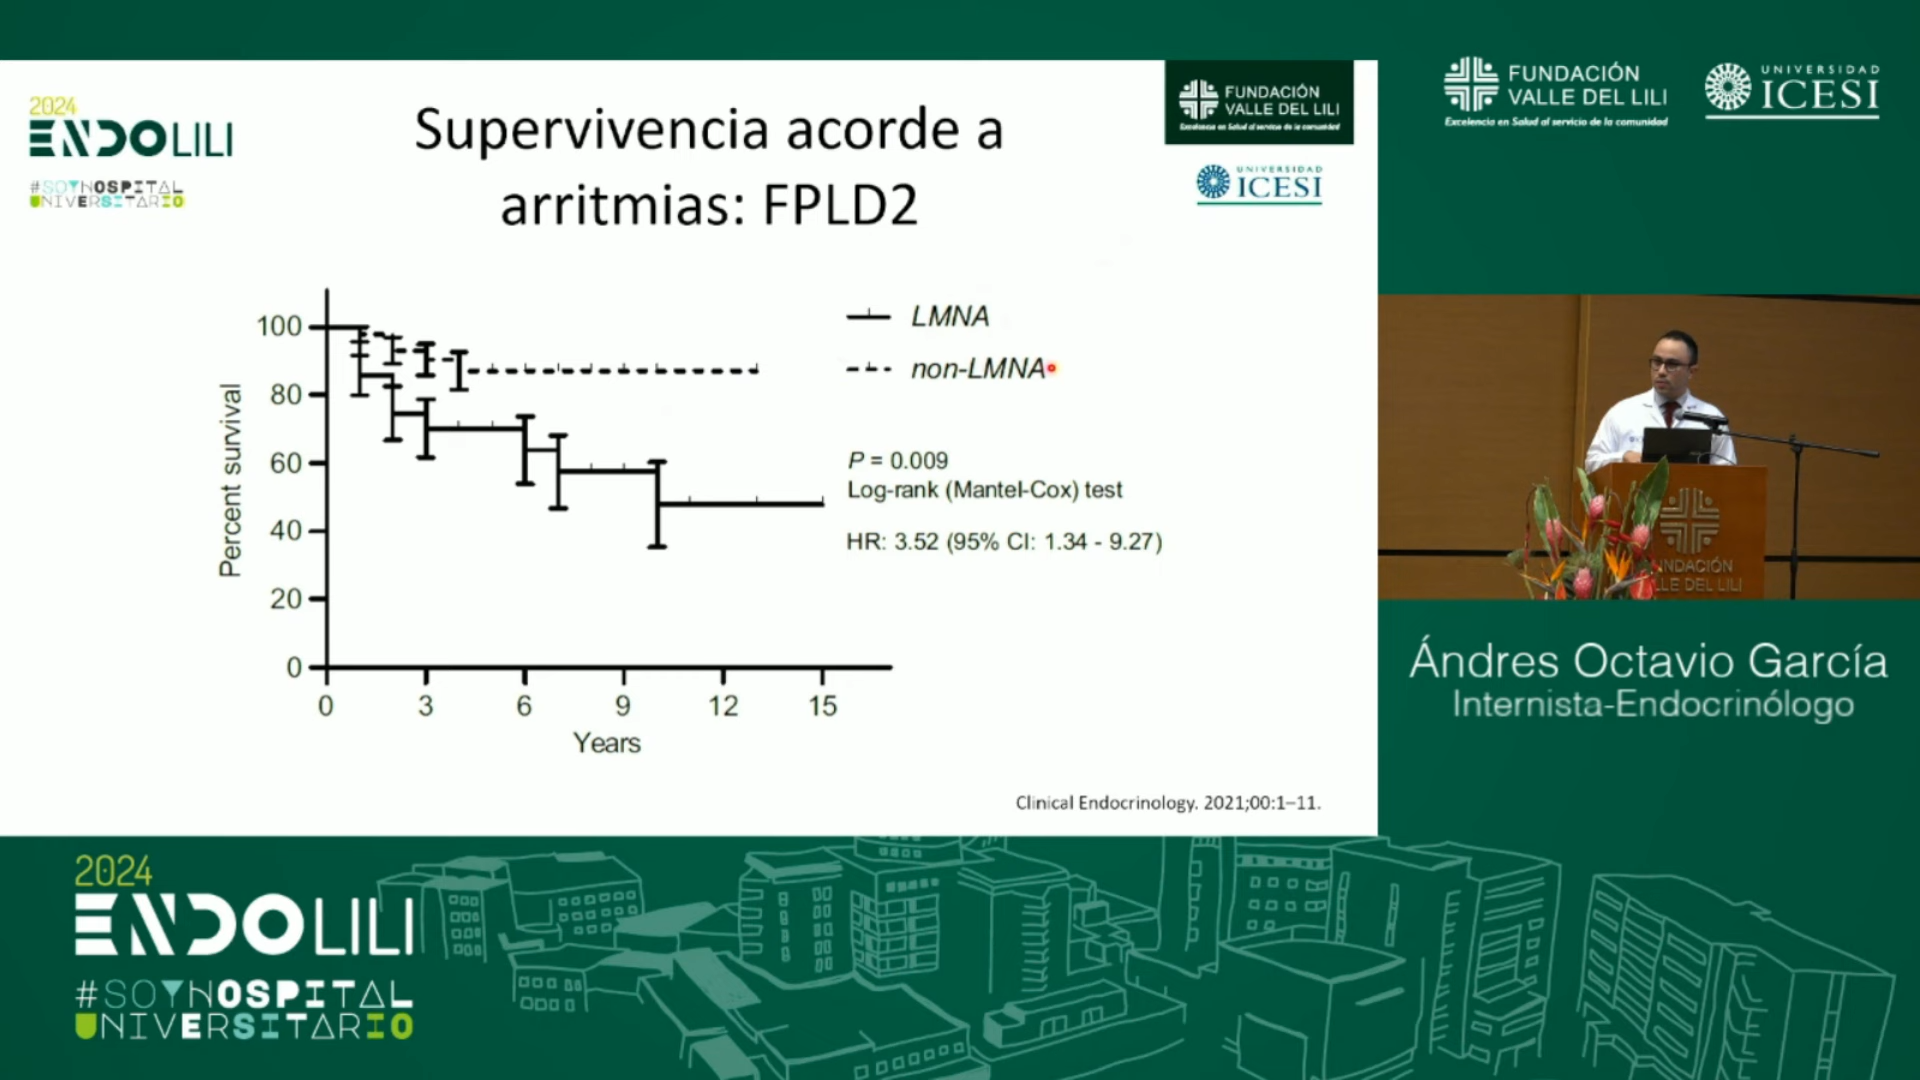 2024
ENDOLILI
#SOYHOSPITAL
UNIVERSITARIO
Supervivencia acorde a
arritmias: FPLD2
FUNDACIÓN
VALLE DEL LILI
Excelencia en Salud al servicio de la comunidad
UNIVERSIDAD
ICESI
Percent survival
100
80
60
40
20
0
0 3 6 9 12 15
Years
LMNA
non-LMNA
P = 0.009
Log-rank (Mantel-Cox) test
HR: 3.52 (95% CI: 1.34 - 9.27)
Clinical Endocrinology. 2021;00:1–11.
FUNDACIÓN
VALLE DEL LILI
Excelencia en Salud al servicio de la comunidad
UNIVERSIDAD
ICESI
UNDACIÓN
LLE DEL LILI
Ándres Octavio García
Internista-Endocrinólogo
2024
ENDOLILI
#SOYHOSPITAL
UNIVERSITARIO